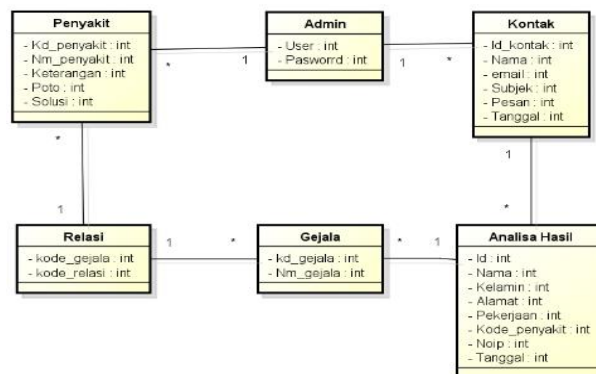 Penyakit
- Kd_penyakit : int
- Nm_penyakit : int
- Keterangan : int
- Poto : int
- Solusi : int
*
1
Admin
- User : int
- Pasworrd : int
1
*
Kontak
- Id_kontak : int
- Nama : int
- email : int
- Subjek : int
- Pesan : int
- Tanggal : int
*
1
1
*
Relasi
- kode_gejala : int
- kode_relasi : int
1
*
Gejala
- kd_gejala : int
- Nm_gejala : int
*
1
Analisa Hasil
- Id : int
- Nama : int
- Kelamin : int
- Alamat : int
- Pekerjaan : int
- Kode_penyakit : int
- Noip : int
- Tanggal : int